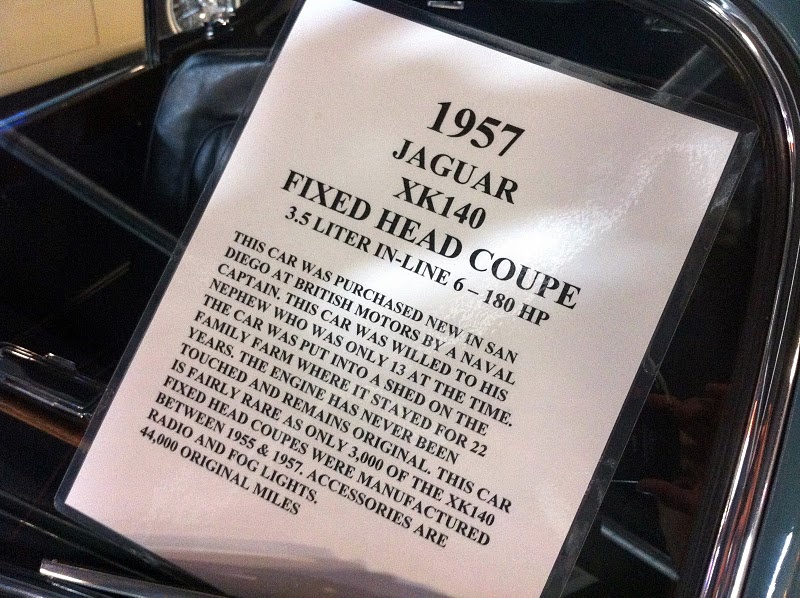 1957
JAGUAR
XK140
FIXED HEAD COUPE
3.5 LITER IN-LINE 6 – 180 HP
THIS CAR WAS PURCHASED NEW IN SAN
DIEGO AT BRITISH MOTORS BY A NAVAL
CAPTAIN. THIS CAR WAS WILLED TO HIS
NEPHEW WHO WAS ONLY 13 AT THE TIME.
THE CAR WAS PUT INTO A SHED ON THE
FAMILY FARM WHERE IT STAYED FOR 22
YEARS. THE ENGINE HAS NEVER BEEN
TOUCHED AND REMAINS ORIGINAL. THIS CAR
IS FAIRLY RARE AS ONLY 3,000 OF THE XK140
FIXED HEAD COUPES WERE MANUFACTURED
BETWEEN 1955 & 1957. ACCESSORIES ARE
RADIO AND FOG LIGHTS.
44,000 ORIGINAL MILES